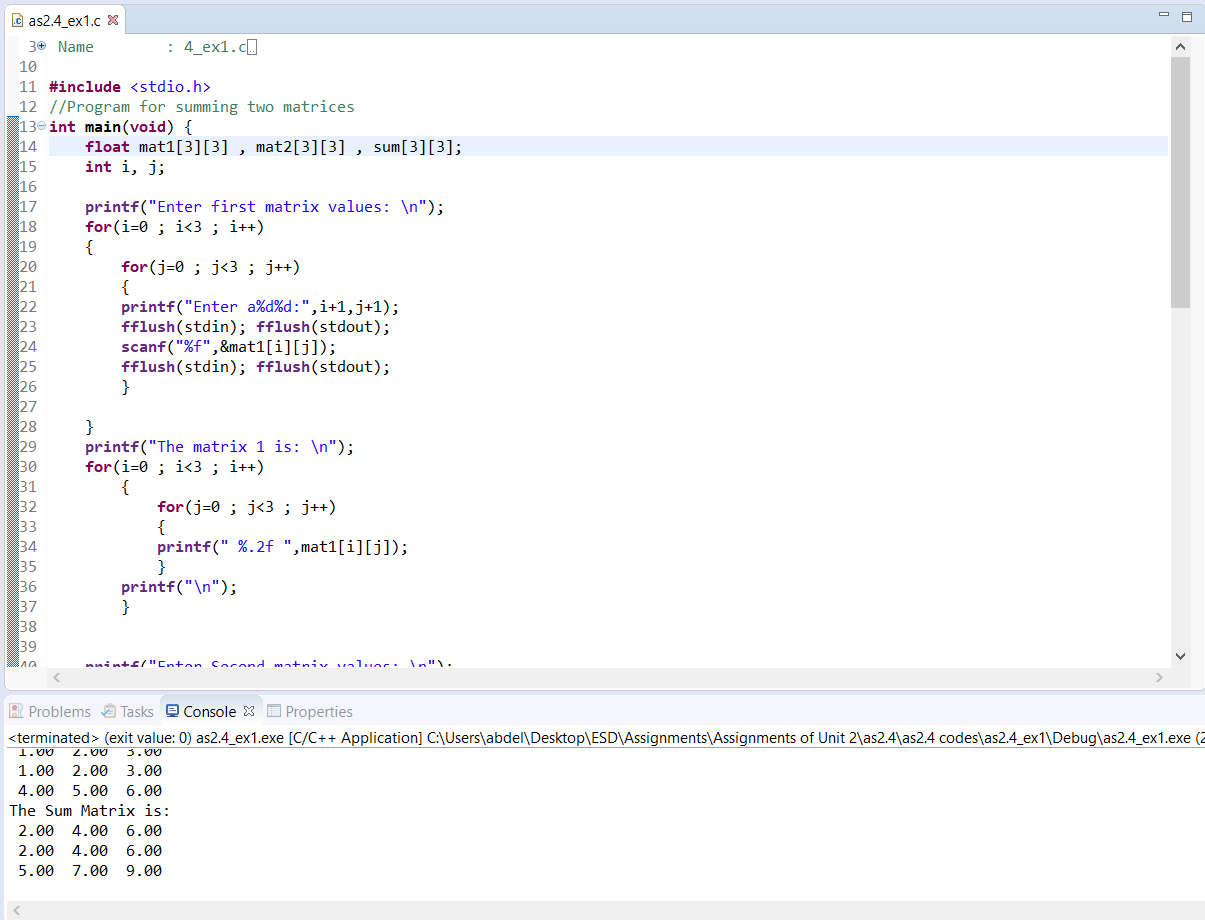 as2.4_ex1.c
3 Name        : 4_ex1.c
10
11 #include <stdio.h>
12 //Program for summing two matrices
13 int main(void) {
14     float mat1[3][3] , mat2[3][3] , sum[3][3];
15     int i, j;
16
17     printf("Enter first matrix values: \n");
18     for(i=0 ; i<3 ; i++)
19     {
20         for(j=0 ; j<3 ; j++)
21         {
22         printf("Enter a%d%d:",i+1,j+1);
23         fflush(stdin); fflush(stdout);
24         scanf("%f",&mat1[i][j]);
25         fflush(stdin); fflush(stdout);
26         }
27
28     }
29     printf("The matrix 1 is: \n");
30     for(i=0 ; i<3 ; i++)
31         {
32             for(j=0 ; j<3 ; j++)
33             {
34             printf(" %.2f ",mat1[i][j]);
35             }
36         printf("\n");
37         }
38
39
40     printf("Enter Second matrix values: \n");
Problems Tasks Console Properties
<terminated> (exit value: 0) as2.4_ex1.exe [C/C++ Application] C:\Users\abdel\Desktop\ESD\Assignments\Assignments of Unit 2\as2.4\as2.4 codes\as2.4_ex1\Debug\as2.4_ex1.exe (2
1.00  2.00  3.00
1.00  2.00  3.00
4.00  5.00  6.00
The Sum Matrix is:
2.00  4.00  6.00
2.00  4.00  6.00
5.00  7.00  9.00